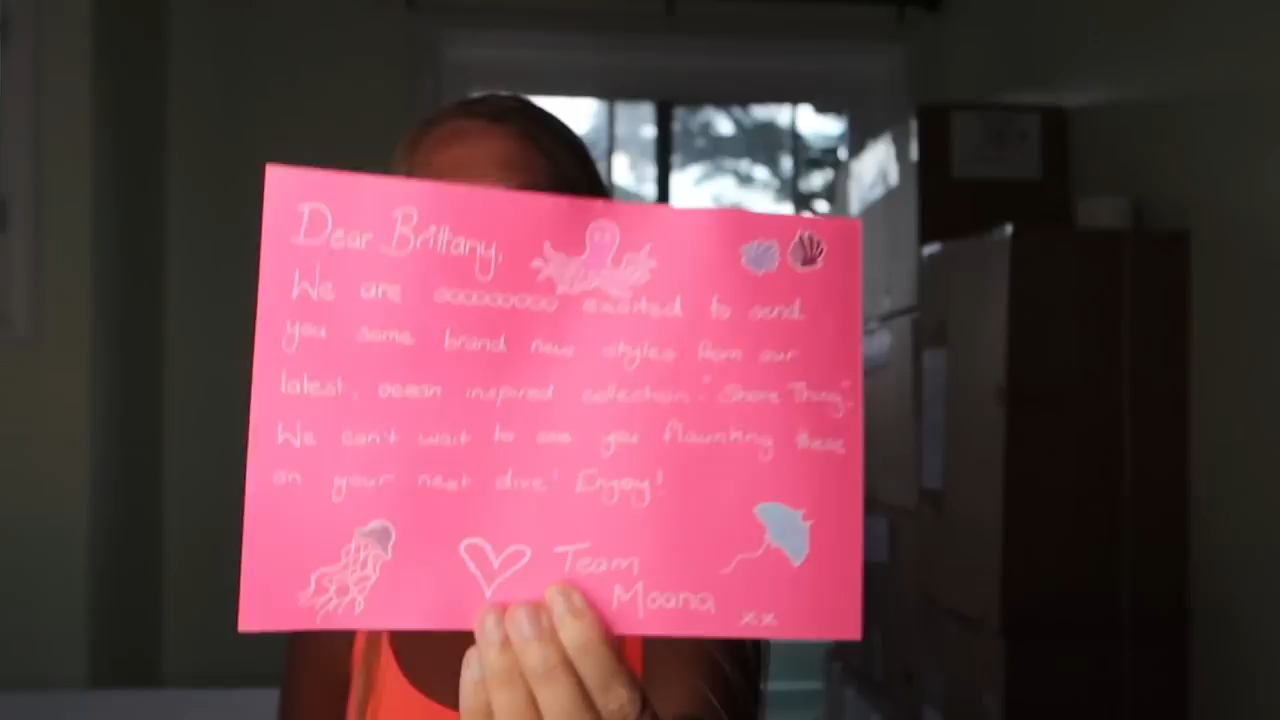 Dear Brittany,
We are sooooooooo excited to send
you some brand new styles from our
latest, ocean inspired collection "Shore Thing".
We can't wait to see you flaunting these
on your next dive! Enjoy!
Team
Moana
xx